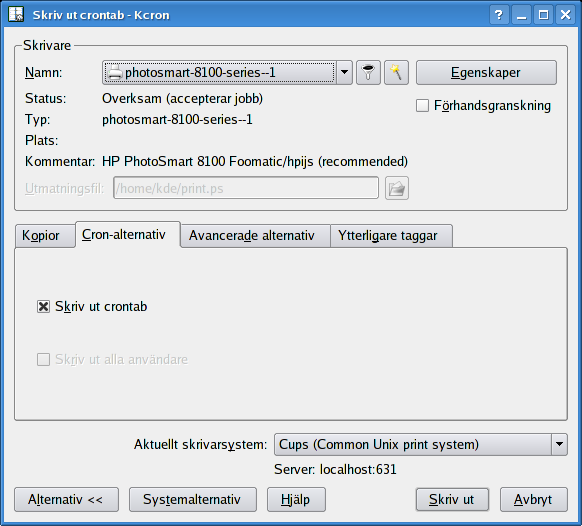 Skriv ut crontab - Kcron
Skrivare
Namn: photosmart-8100-series--1 Egenskaper
Status: Overksam (accepterar jobb) Förhandsgranskning
Typ: photosmart-8100-series--1
Plats:
Kommentar: HP PhotoSmart 8100 Foomatic/hpijs (recommended)
Utmatningsfil: /home/kde/print.ps
Kopior Cron-alternativ Avancerade alternativ Ytterligare taggar
Skriv ut crontab
Skriv ut alla användare
Aktuellt skrivarsystem: Cups (Common Unix print system)
Server: localhost:631
Alternativ << Systemalternativ Hjälp Skriv ut Avbryt